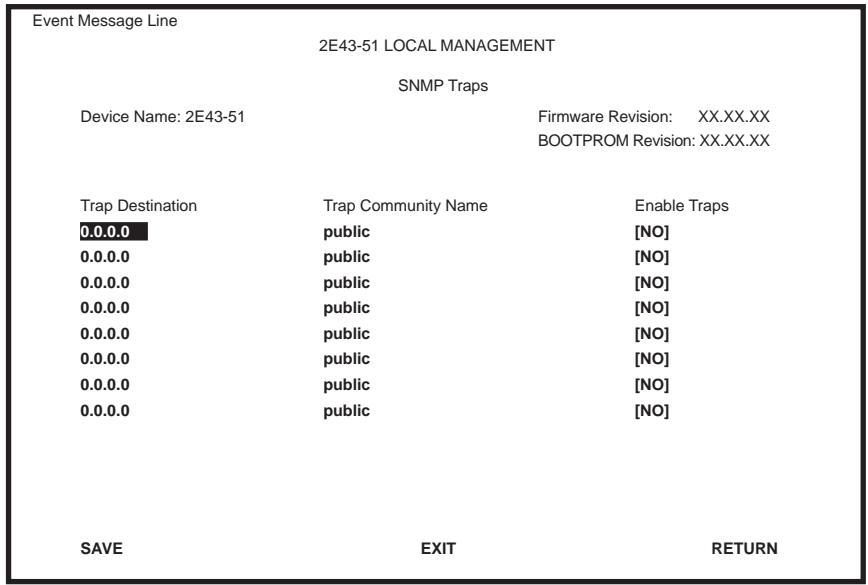 Event Message Line
2E43-51 LOCAL MANAGEMENT
SNMP Traps
Device Name: 2E43-51 Firmware Revision: XX.XX.XX
BOOTPROM Revision: XX.XX.XX
Trap Destination Trap Community Name Enable Traps
0.0.0.0 public [NO]
0.0.0.0 public [NO]
0.0.0.0 public [NO]
0.0.0.0 public [NO]
0.0.0.0 public [NO]
0.0.0.0 public [NO]
0.0.0.0 public [NO]
0.0.0.0 public [NO]
SAVE EXIT RETURN